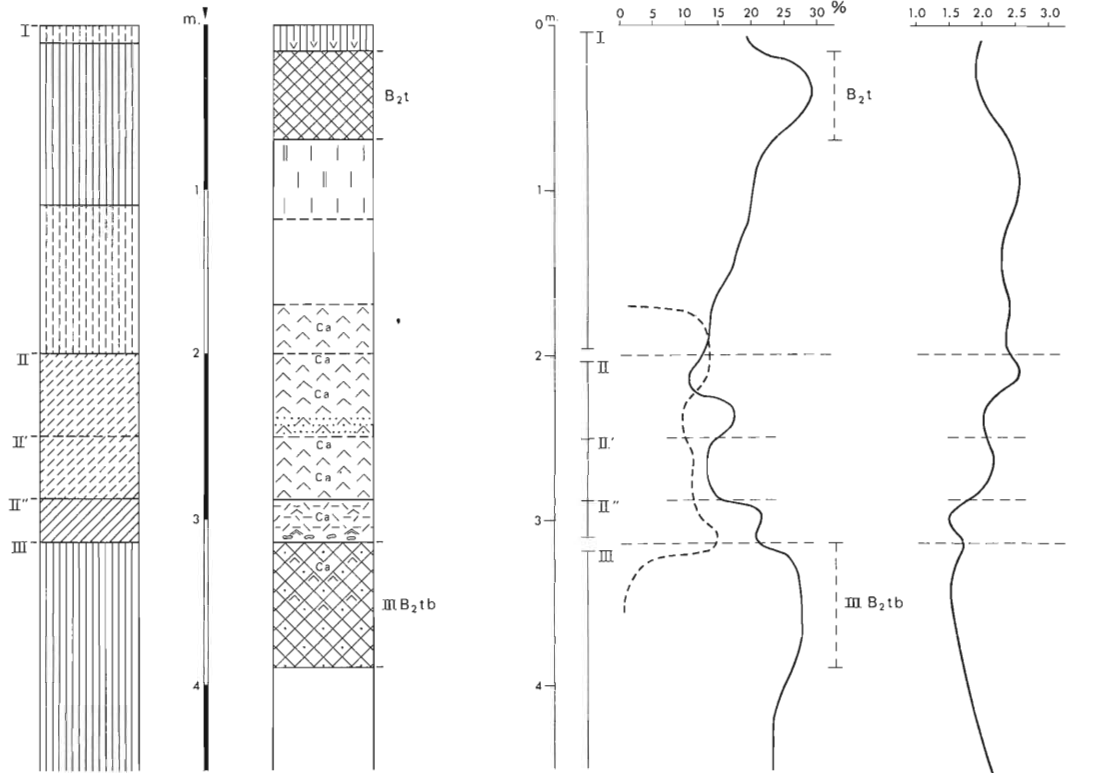 m. 0 m. 0 5 10 15 20 25 30 % 1.0 1.5 2.0 2.5 3.0
I I
B₂t B₂t
1 1
Ca
2 2
II Ca II
Ca
II' Ca II'
Ca
II" II"
3 Ca 3
III III
Ca
III B₂tb III B₂tb
4 4